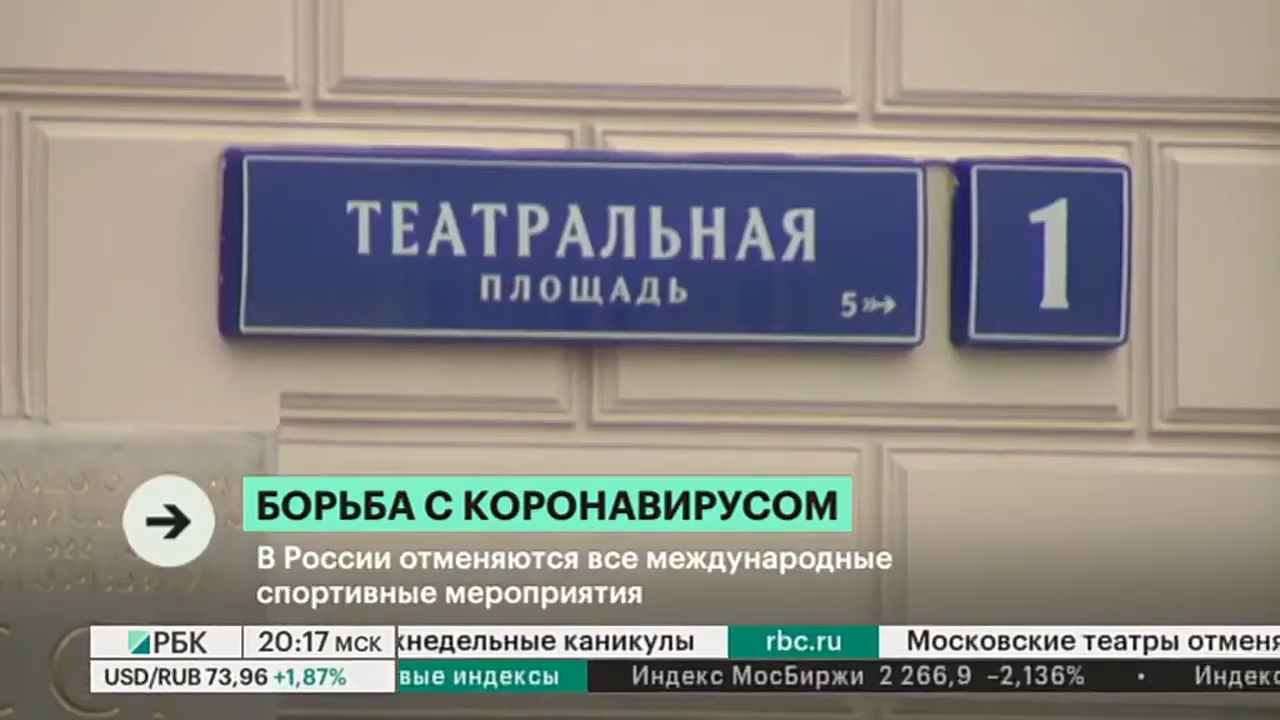 ТЕАТРАЛЬНАЯ
ПЛОЩАДЬ
5
1
БОРЬБА С КОРОНАВИРУСОМ
В России отменяются все международные
спортивные мероприятия
РБК 20:17 МСК хнедельные каникулы rbc.ru Московские театры отменя
USD/RUB 73,96 +1,87% вые индексы Индекс МосБиржи 2 266,9 -2,136% • Индекс